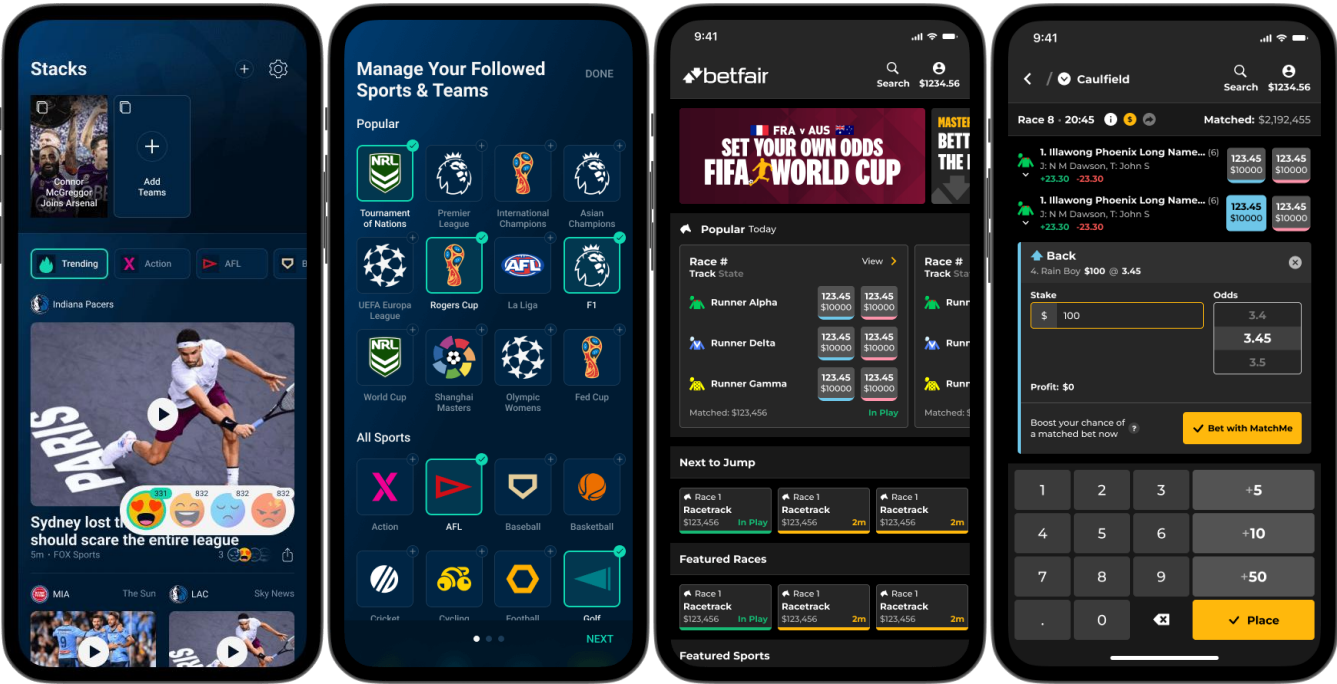 Stacks
Connor
McGreggor
Joins Arsenal
Add
Teams
Trending
Action
AFL
B
Indiana Pacers
PARIS
331
832
832
832
Sydney lost t
should scare the entire league
5m • FOX Sports
3
MIA
The Sun
LAC
Sky News
Manage Your Followed
Sports & Teams
DONE
Popular
NRL
Tournament
of Nations
Premier
League
International
Champions
Asian
Champions
UEFA Europa
League
Rogers Cup
AFL
La Liga
F1
NRL
World Cup
Shanghai
Masters
Olympic
Womens
Fed Cup
All Sports
Action
AFL
Baseball
Basketball
Cricket
Cycling
Football
Golf
NEXT
9:41
betfair
Search
$1234.56
FRA v AUS
SET YOUR OWN ODDS
FIFA WORLD CUP
MASTE
BETT
THE
Popular Today
Race #
Track State
View
Runner Alpha
123.45
$10000
123.45
$10000
Runner Delta
123.45
$10000
123.45
$10000
Runner Gamma
123.45
$10000
123.45
$10000
Matched: $123,456
In Play
Race #
Track Sta
Runn
Runn
Runn
Matched: $
Next to Jump
Race 1
Racetrack
$123,456 In Play
Race 1
Racetrack
$123,456 2m
Race 1
Racetrack
$123,456 2m
Featured Races
Race 1
Racetrack
$123,456 In Play
Race 1
Racetrack
$123,456 2m
Race 1
Racetrack
$123,456 2m
Featured Sports
9:41
/ Caulfield
Search
$1234.56
Race 8 • 20:45
Matched: $2,192,455
1. Illawong Phoenix Long Name... (6)
J: N M Dawson, T: John S
+23.30 -23.30
123.45
$10000
123.45
$10000
1. Illawong Phoenix Long Name... (6)
J: N M Dawson, T: John S
+23.30 -23.30
123.45
$10000
123.45
$10000
Back
4. Rain Boy $100 @ 3.45
Stake
$ 100
Odds
3.4
3.45
3.5
Profit: $0
Boost your chance of
a matched bet now
?
Bet with MatchMe
1 2 3 +5
4 5 6 +10
7 8 9 +50
. 0 Place